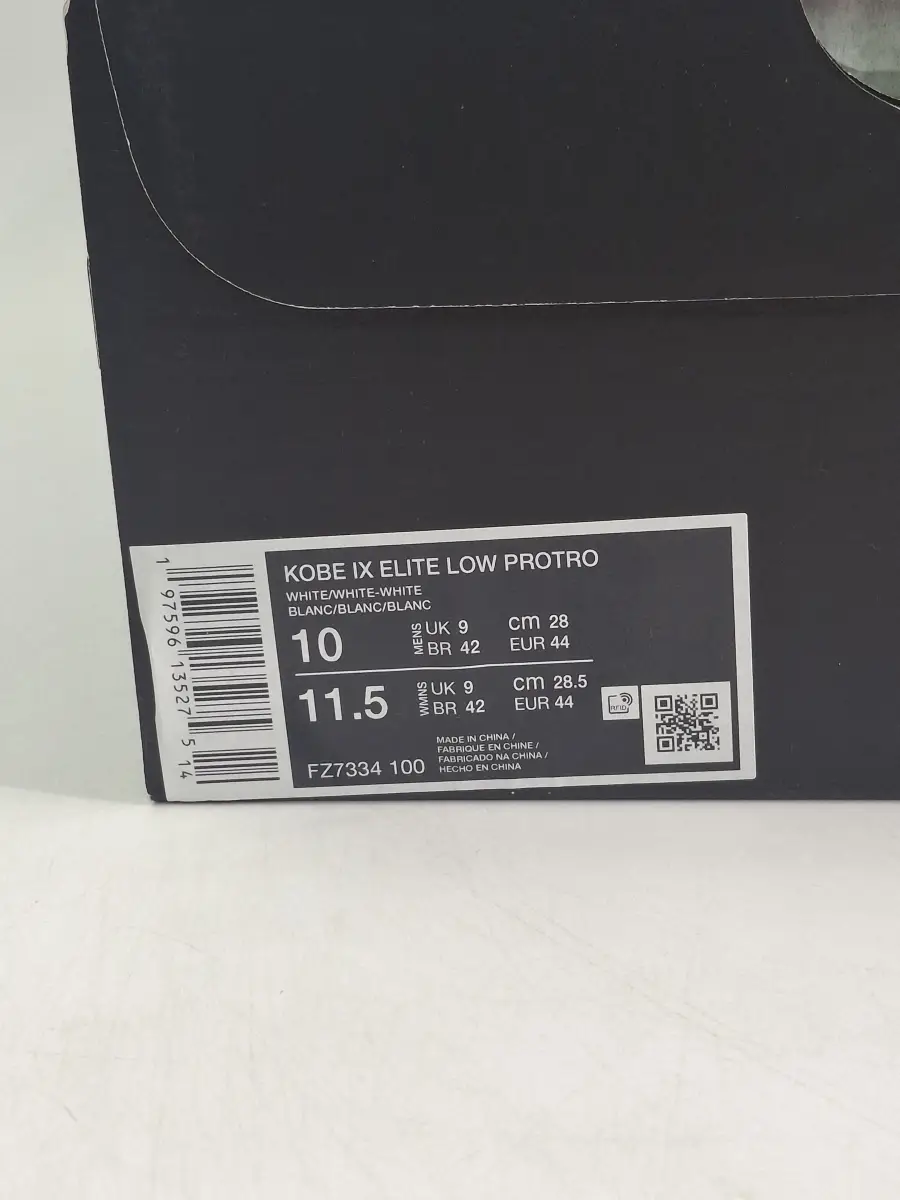 KOBE IX ELITE LOW PROTRO
WHITE/WHITE-WHITE
BLANC/BLANC/BLANC
10 MENS UK 9 cm 28
BR 42 EUR 44
11.5 WMNS UK 9 cm 28.5
BR 42 EUR 44
RFID
FZ7334 100
MADE IN CHINA /
FABRIQUE EN CHINE /
FABRICADO NA CHINA /
HECHO EN CHINA
1 97596 13527 5 14